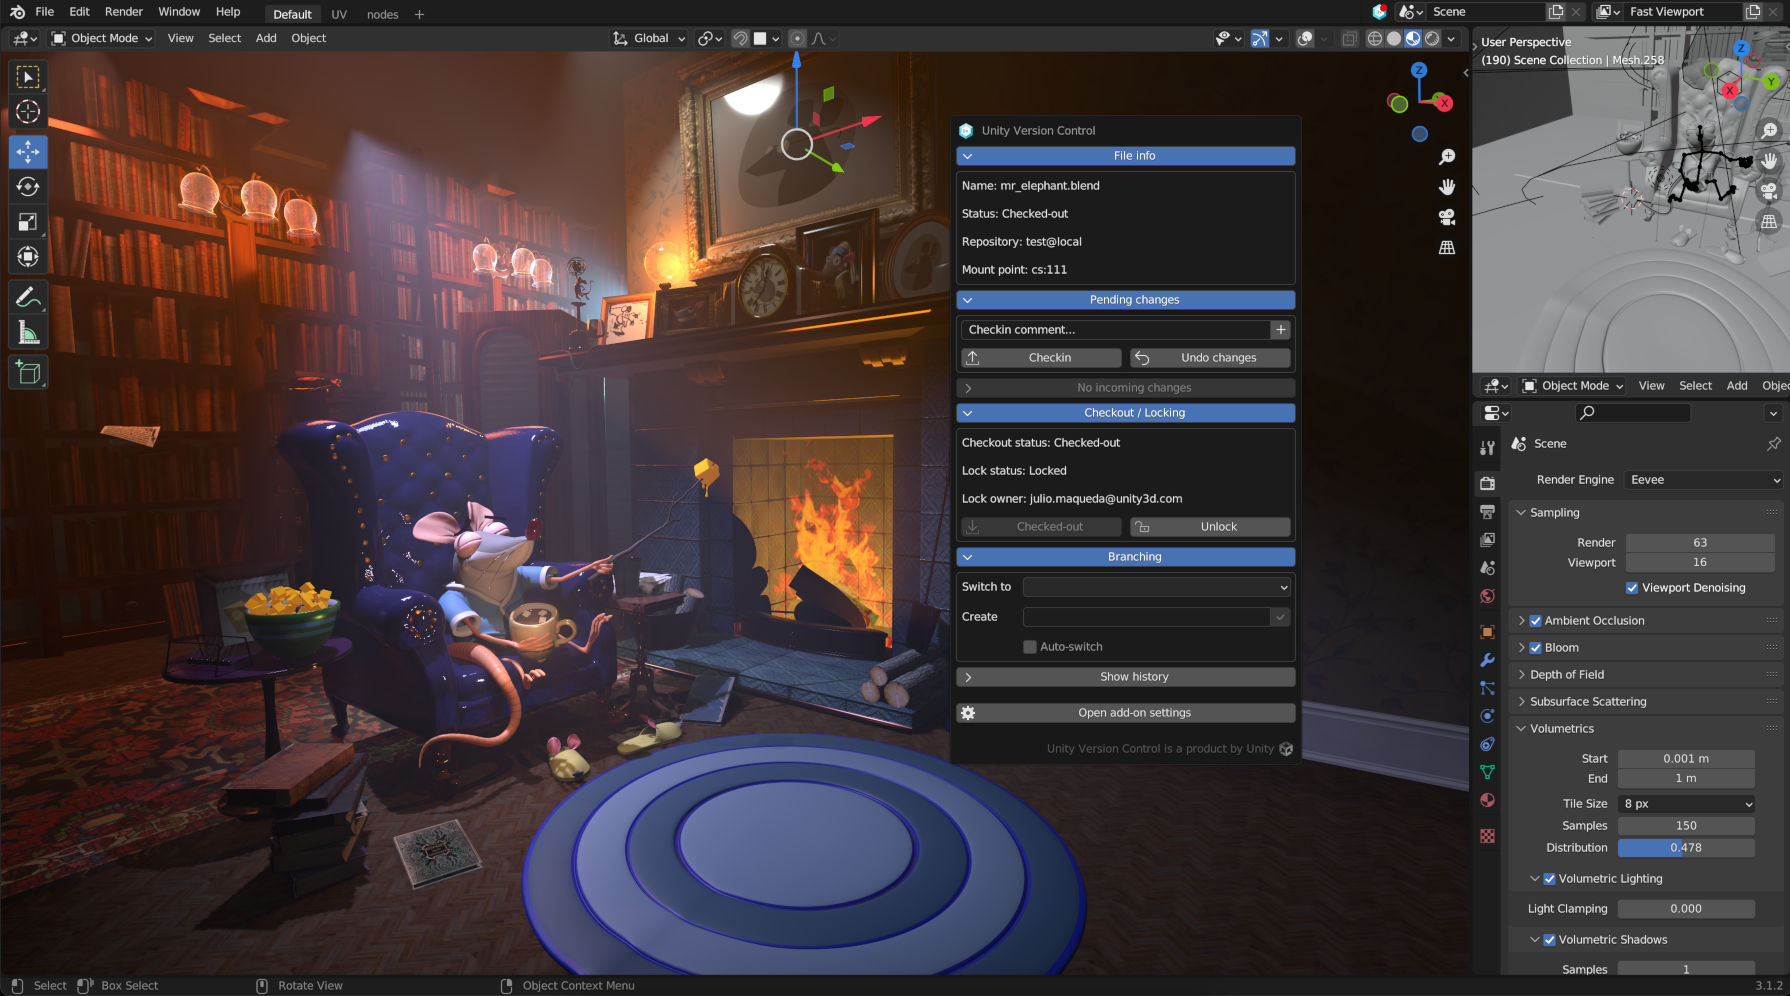 File Edit Render Window Help Default UV nodes + Scene Fast Viewport
Object Mode View Select Add Object Global
User Perspective
(190) Scene Collection | Mesh.258
Z
X
Z
Y
X
Unity Version Control
File info
Name: mr_elephant.blend
Status: Checked-out
Repository: test@local
Mount point: cs:111
Pending changes
Checkin comment...
Checkin Undo changes
No incoming changes
Checkout / Locking
Checkout status: Checked-out
Lock status: Locked
Lock owner: julio.maqueda@unity3d.com
Checked-out Unlock
Branching
Switch to
Create
Auto-switch
Show history
Open add-on settings
Unity Version Control is a product by Unity
Object Mode View Select Add Objec
Scene
Render Engine Eevee
Sampling
Render 63
Viewport 16
Viewport Denoising
Ambient Occlusion
Bloom
Depth of Field
Subsurface Scattering
Volumetrics
Start 0.001 m
End 1 m
Tile Size 8 px
Samples 150
Distribution 0.478
Volumetric Lighting
Light Clamping 0.000
Volumetric Shadows
Samples 1
Select Box Select Rotate View Object Context Menu 3.1.2